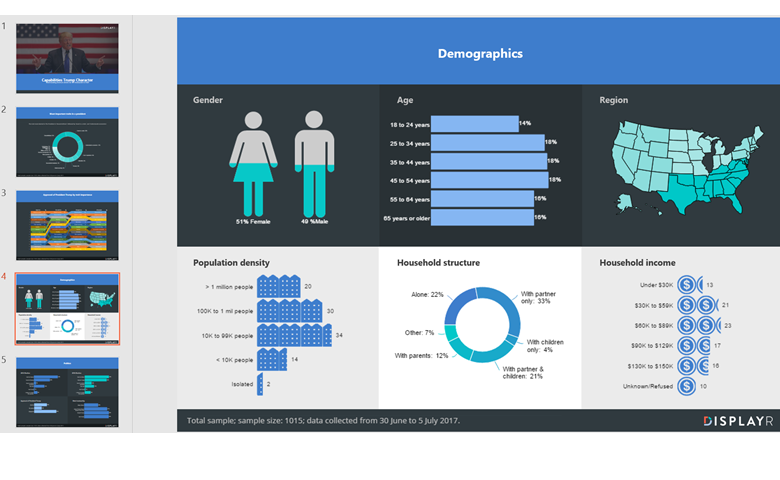 1
DISPLAYR
Capabilities Trump Character
2
3
4
Demographics
5
Demographics
Gender
51% Female
49 %Male
Age
18 to 24 years 14%
25 to 34 years 18%
35 to 44 years 18%
45 to 54 years 18%
55 to 64 years 16%
65 years or older 16%
Region
Population density
> 1 million people 20
100K to 1 mil people 30
10K to 99K people 34
< 10K people 14
Isolated 2
Household structure
Alone: 22%
With partner
only: 33%
Other: 7%
With children
only: 4%
With parents: 12%
With partner &
children: 21%
Household income
Under $30K 13
$30K to $59K 21
$60K to $89K 23
$90K to $129K 17
$130K to $150K 16
Unknown/Refused 10
Total sample; sample size: 1015; data collected from 30 June to 5 July 2017.
DISPLAYR